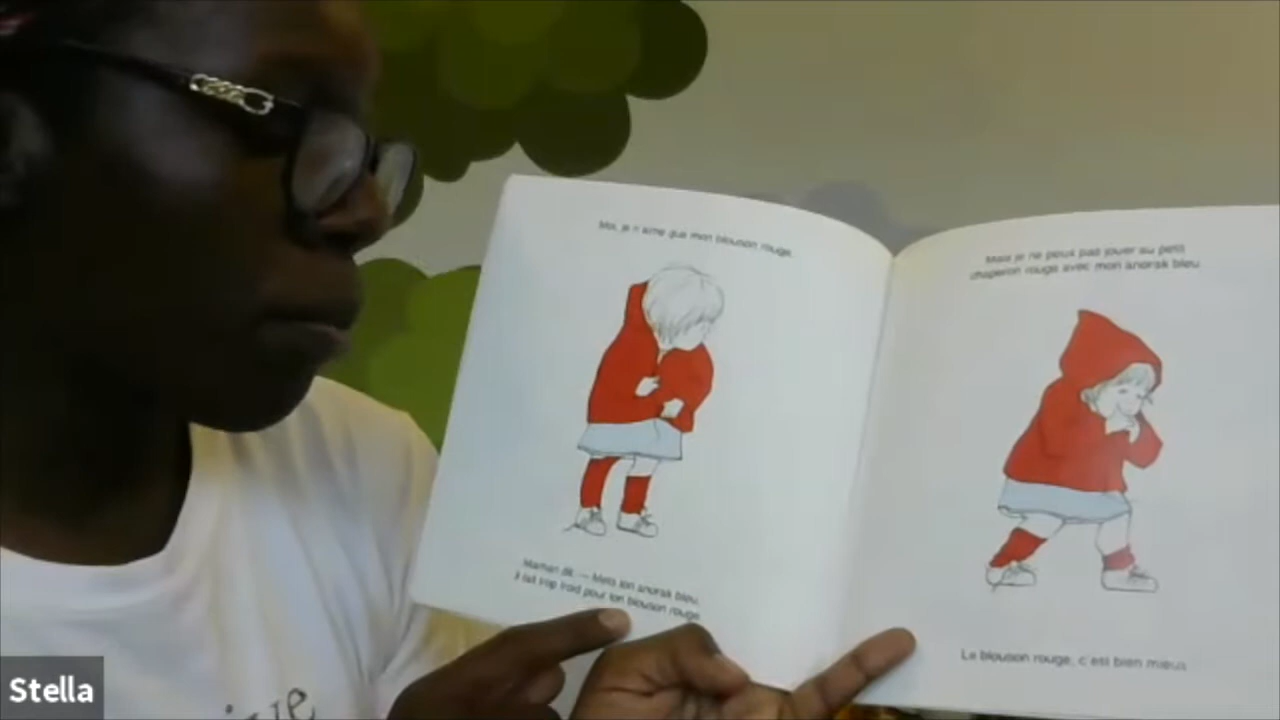 Moi, je n'aime que mon blouson rouge.
Maman dit : — Mets ton anorak bleu,
il fait trop froid pour ton blouson rouge.
Mais je ne peux pas jouer au petit
chaperon rouge avec mon anorak bleu.
Le blouson rouge, c'est bien mieux.
Stella